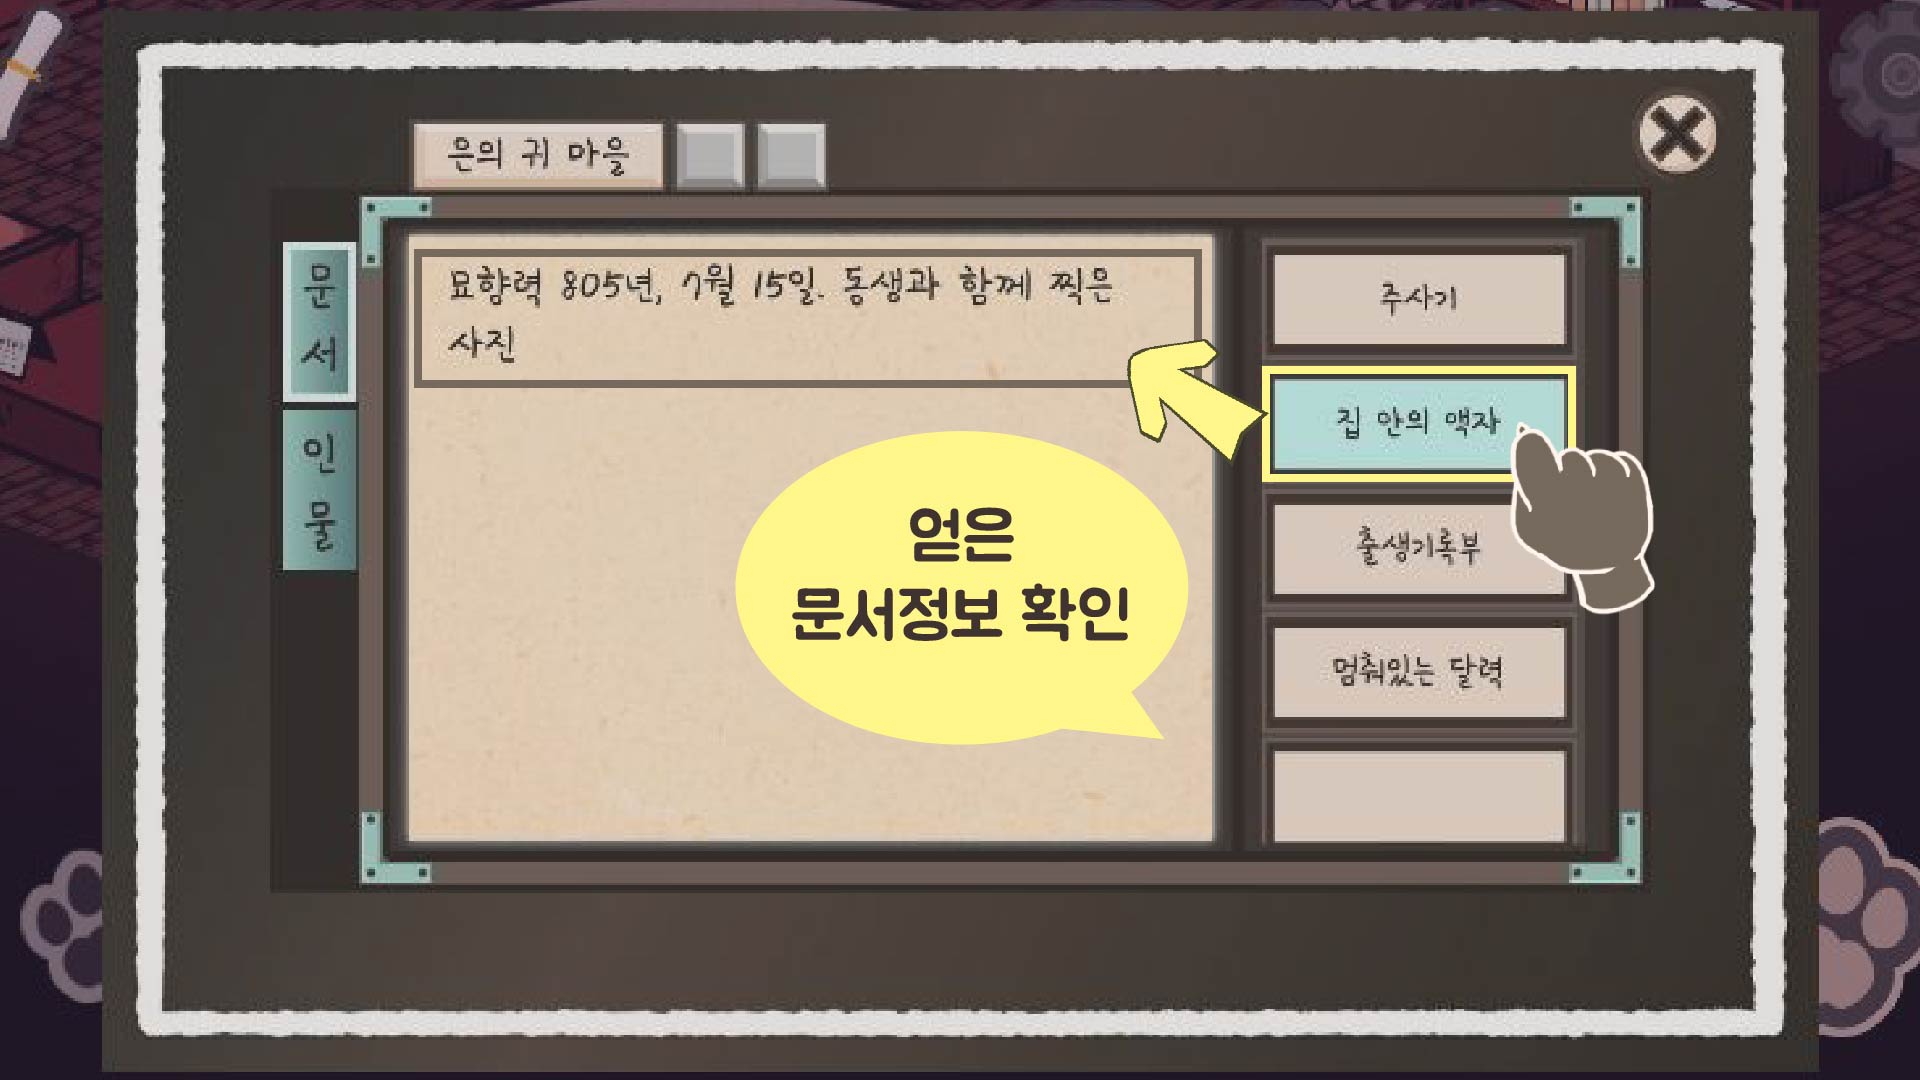 은의 귀 마을
문서
인물
묘향력 805년, 7월 15일. 동생과 함께 찍은
사진
주사기
집 안의 액자
출생기록부
멈춰있는 달력
얻은
문서정보 확인